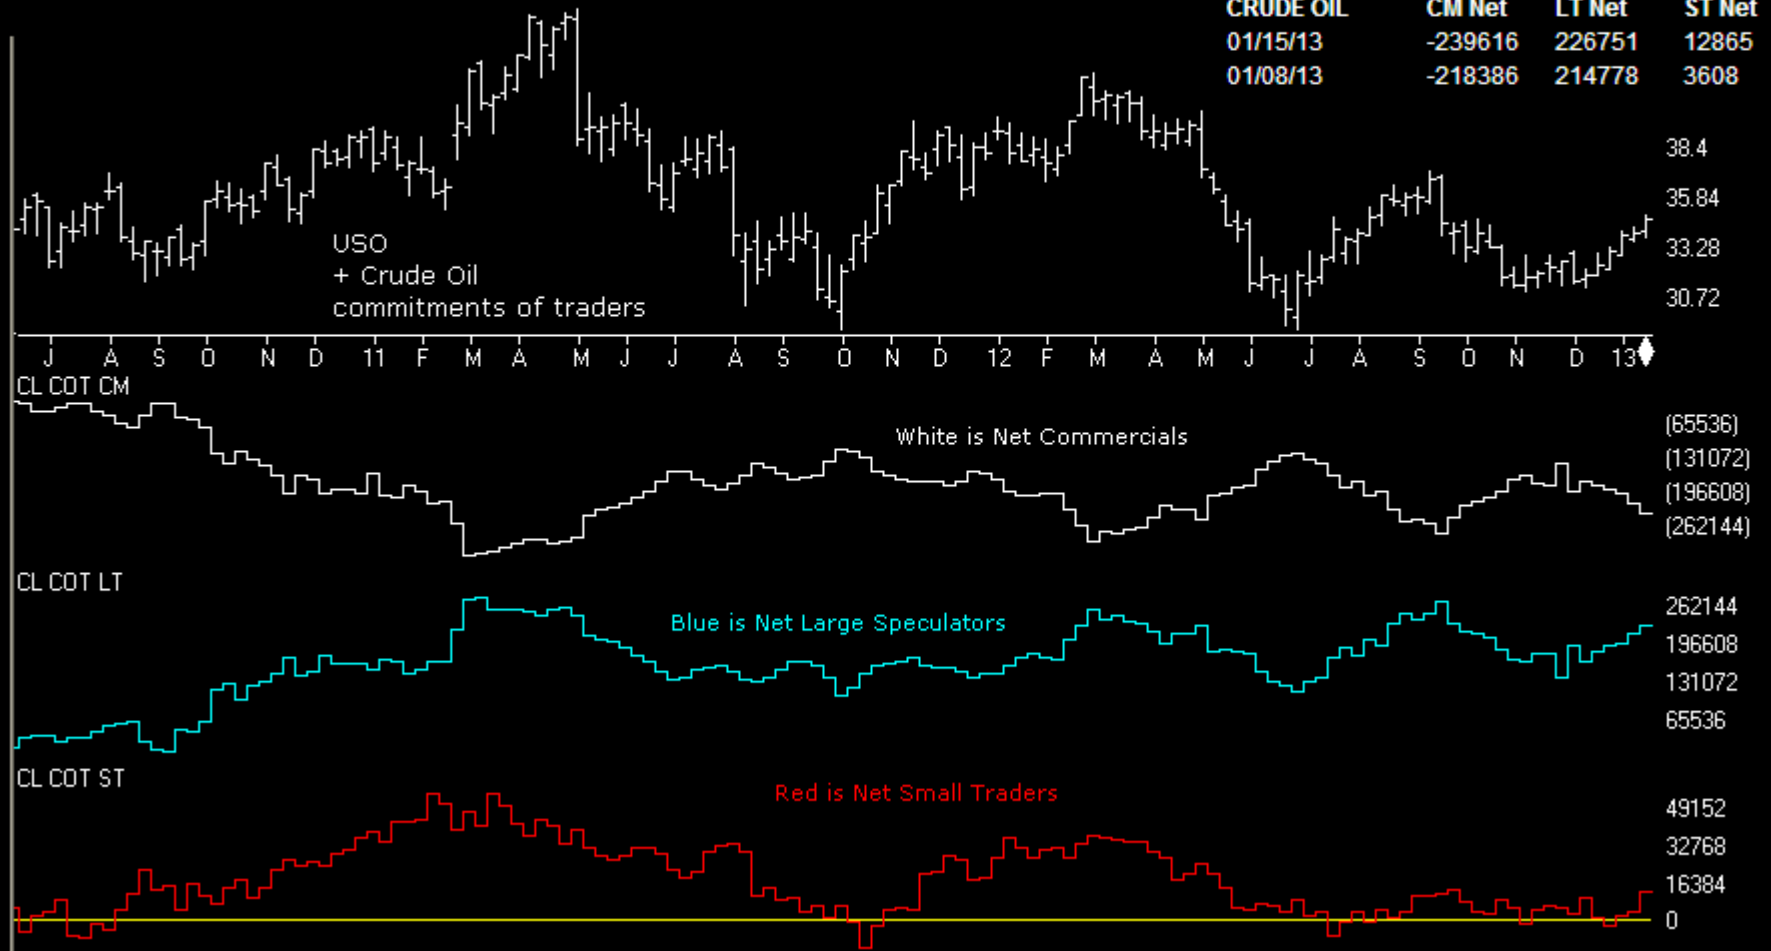 CRUDE OIL CM Net LT Net ST Net
01/15/13 -239616 226751 12865
01/08/13 -218386 214778 3608
38.4
35.84
33.28
30.72
USO
+ Crude Oil
commitments of traders
J A S O N D 11 F M A M J J A S O N D 12 F M A M J J A S O N D 13
CL COT CM
White is Net Commercials
(65536)
(131072)
(196608)
(262144)
CL COT LT
Blue is Net Large Speculators
262144
196608
131072
65536
CL COT ST
Red is Net Small Traders
49152
32768
16384
0